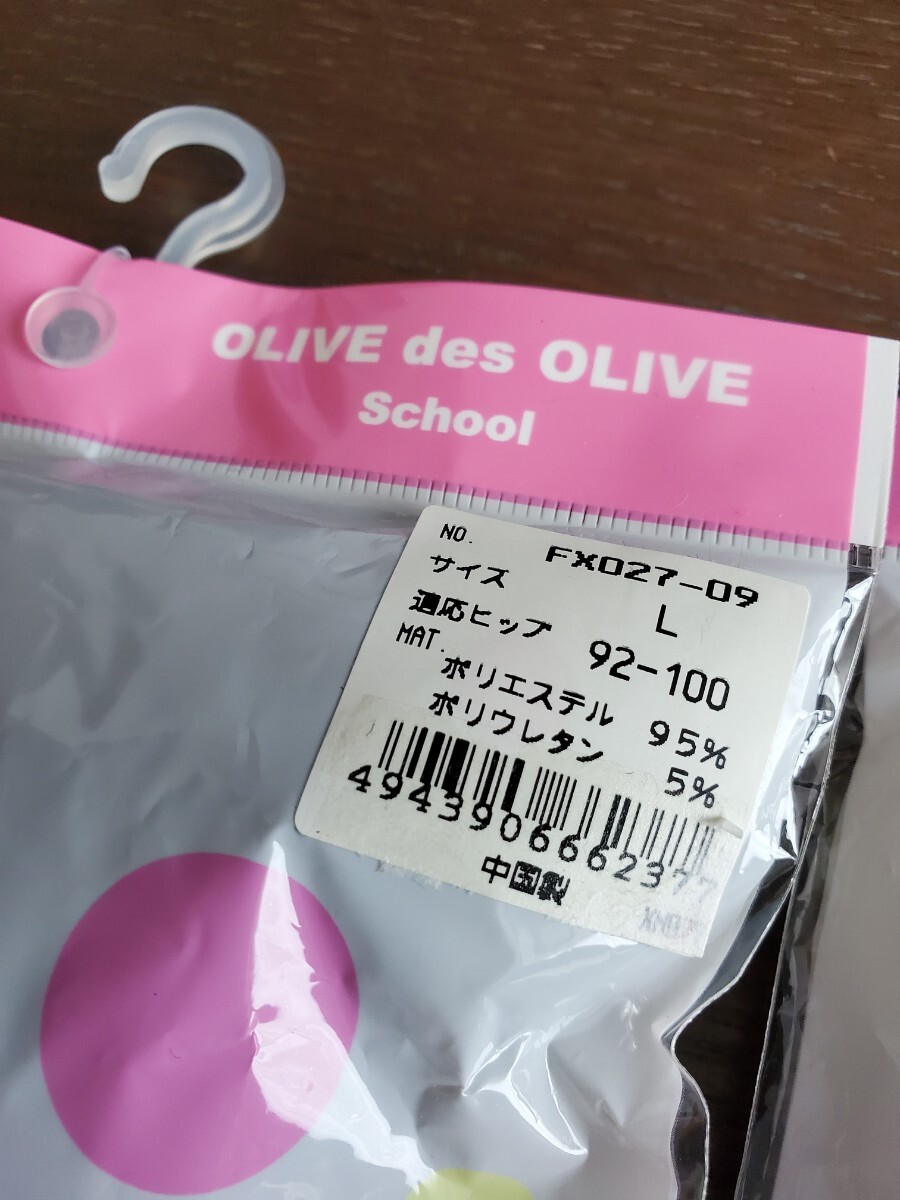 OLIVE des OLIVE
School
NO. FX027-09
サイズ L
適応ヒップ 92-100
MAT.
ポリエステル 95%
ポリウレタン 5%
4943906662377
中国製